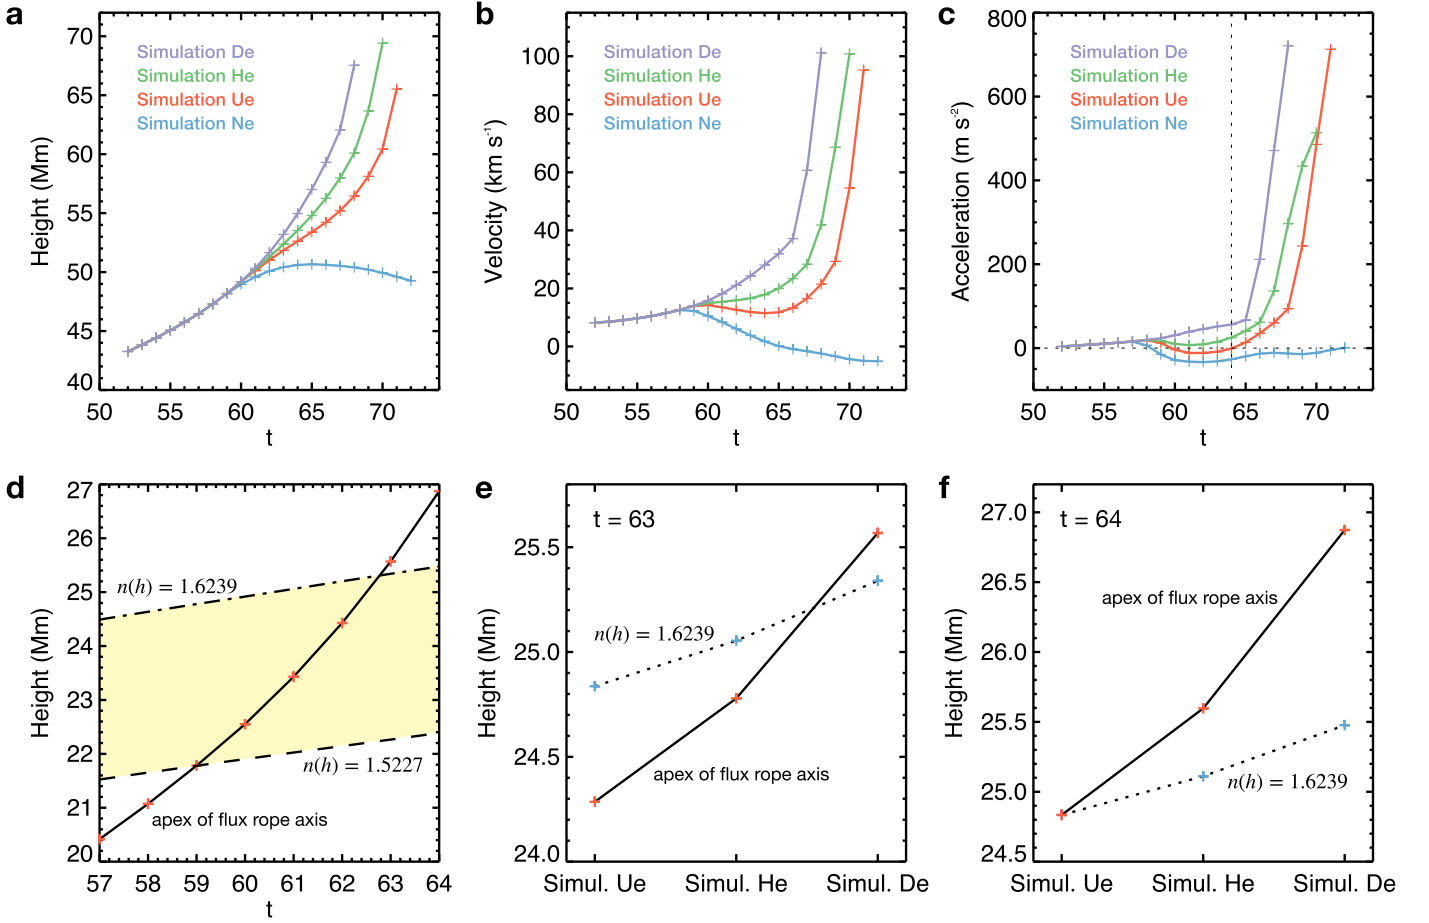 a
Simulation De
Simulation He
Simulation Ue
Simulation Ne
Height (Mm)
70
65
60
55
50
45
40
50 55 60 65 70
t
b
Simulation De
Simulation He
Simulation Ue
Simulation Ne
Velocity (km s-1)
100
80
60
40
20
0
50 55 60 65 70
t
c
Simulation De
Simulation He
Simulation Ue
Simulation Ne
Acceleration (m s-2)
800
600
400
200
0
50 55 60 65 70
t
d
Height (Mm)
27
26
25
24
23
22
21
20
n(h) = 1.6239
n(h) = 1.5227
apex of flux rope axis
57 58 59 60 61 62 63 64
t
e
t = 63
Height (Mm)
25.5
25.0
24.5
24.0
n(h) = 1.6239
apex of flux rope axis
Simul. Ue Simul. He Simul. De
f
t = 64
Height (Mm)
27.0
26.5
26.0
25.5
25.0
24.5
apex of flux rope axis
n(h) = 1.6239
Simul. Ue Simul. He Simul. De